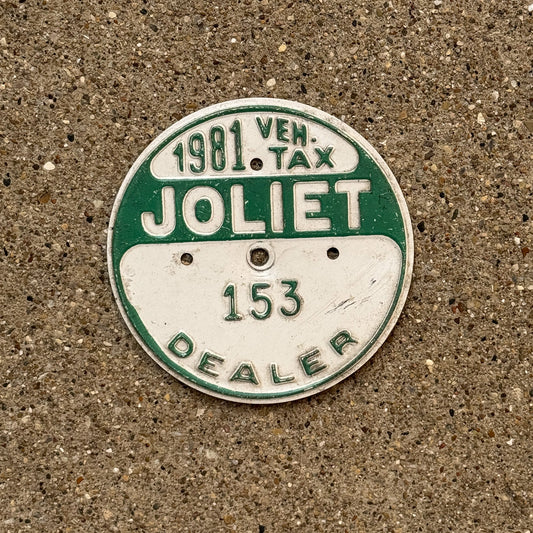 1981 VEH. TAX
JOLIET
153
DEALER